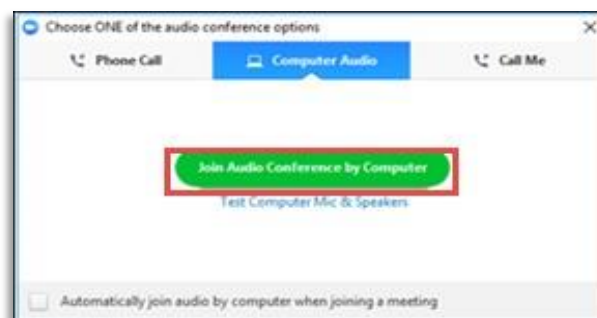 Choose ONE of the audio conference options
Phone Call
Computer Audio
Call Me
Join Audio Conference by Computer
Test Computer Mic & Speakers
Automatically join audio by computer when joining a meeting